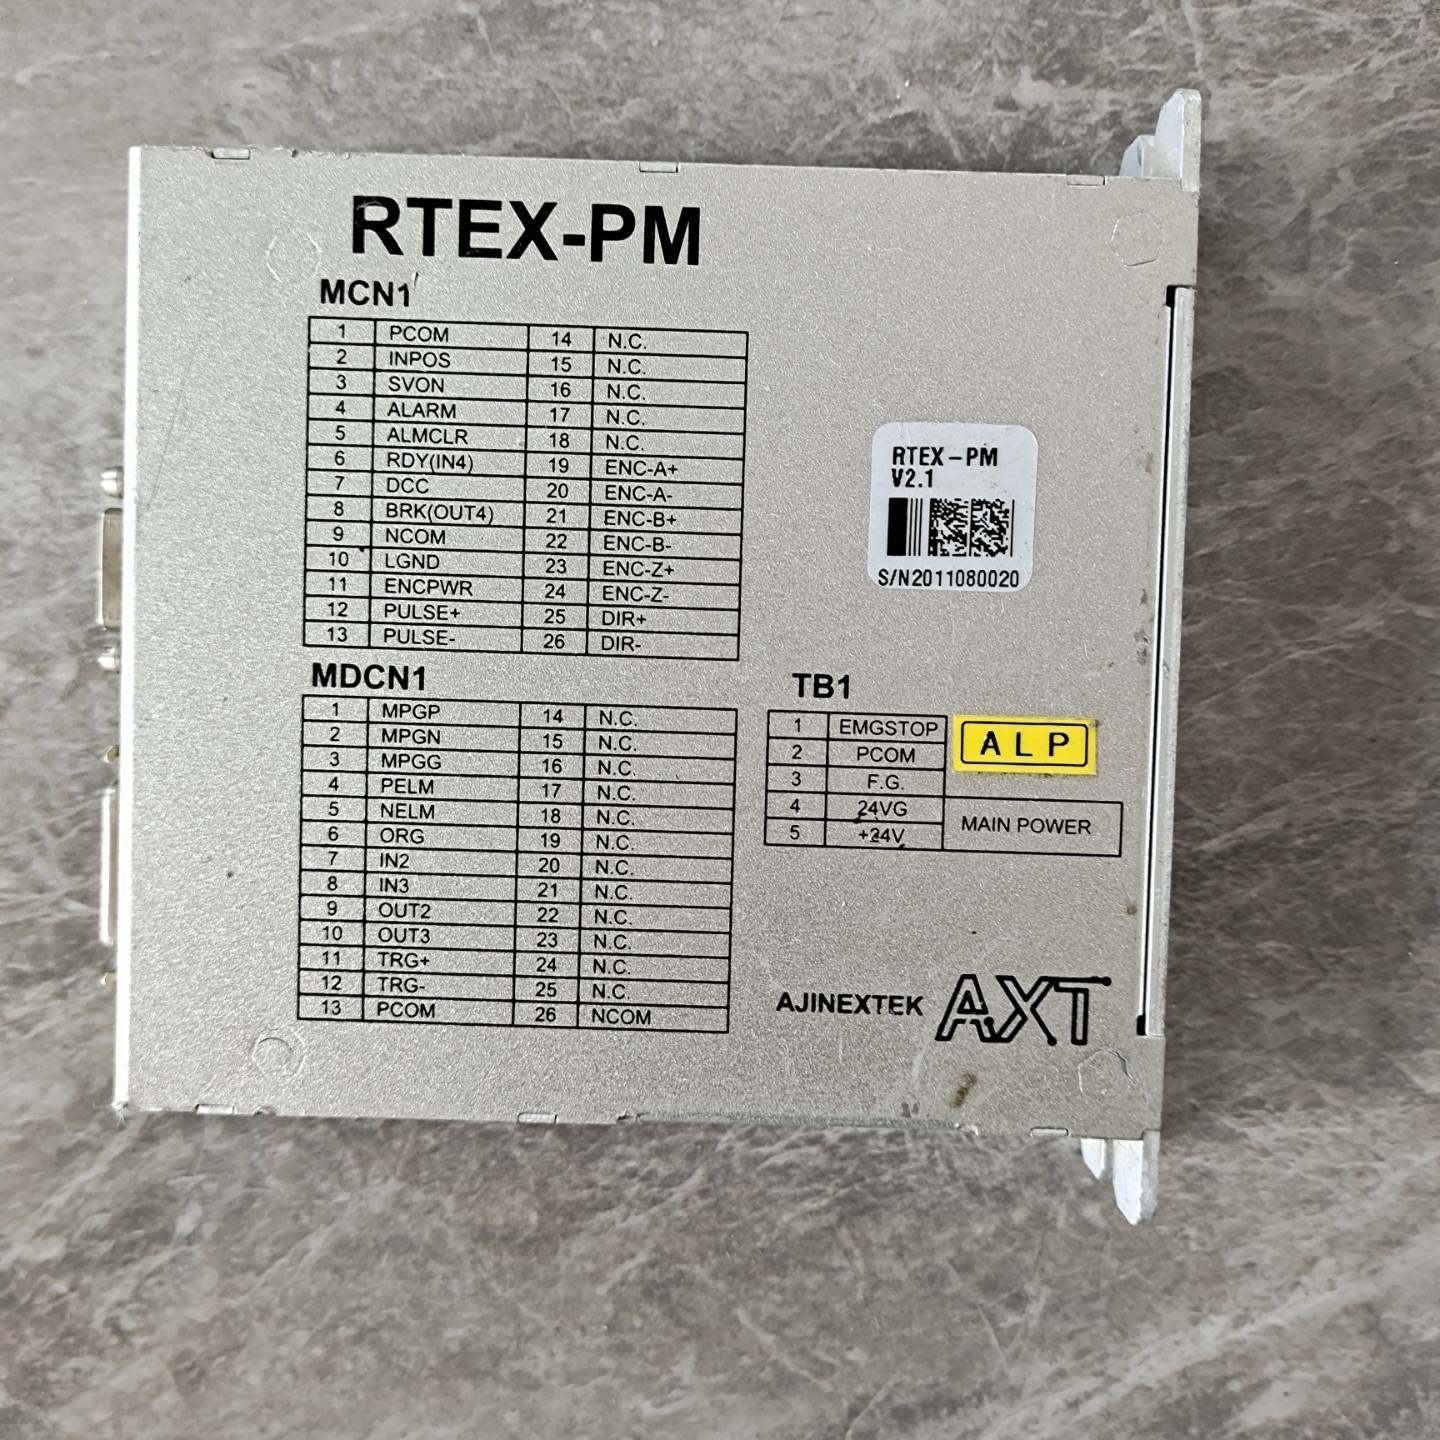 RTEX-PM
MCN1
1 PCOM 14 N.C.
2 INPOS 15 N.C.
3 SVON 16 N.C.
4 ALARM 17 N.C.
5 ALMCLR 18 N.C.
6 RDY(IN4) 19 ENC-A+
7 DCC 20 ENC-A-
8 BRK(OUT4) 21 ENC-B+
9 NCOM 22 ENC-B-
10 LGND 23 ENC-Z+
11 ENCPWR 24 ENC-Z-
12 PULSE+ 25 DIR+
13 PULSE- 26 DIR-
RTEX-PM
V2.1
S/N2011080020
MDCN1
1 MPGP 14 N.C.
2 MPGN 15 N.C.
3 MPGG 16 N.C.
4 PELM 17 N.C.
5 NELM 18 N.C.
6 ORG 19 N.C.
7 IN2 20 N.C.
8 IN3 21 N.C.
9 OUT2 22 N.C.
10 OUT3 23 N.C.
11 TRG+ 24 N.C.
12 TRG- 25 N.C.
13 PCOM 26 NCOM
TB1
1 EMGSTOP
2 PCOM
3 F.G.
4 24VG
5 +24V
MAIN POWER
ALP
AJINEXTEK AXT